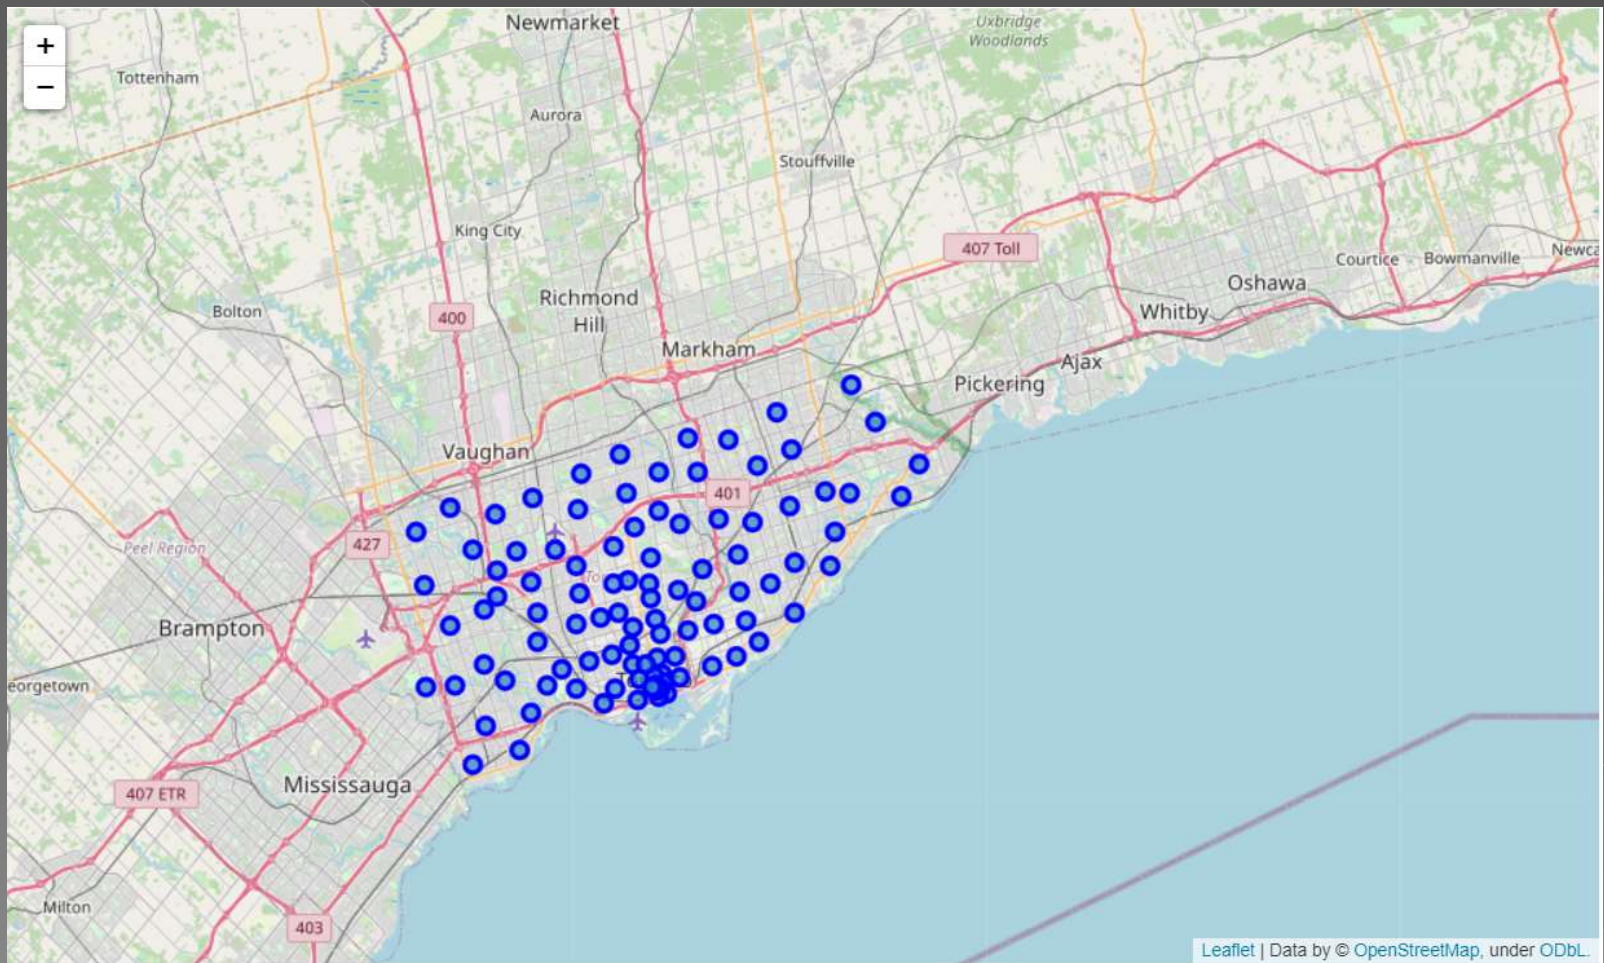 Newmarket
Uxbridge
Woodlands
+
−
Tottenham
Aurora
Stouffville
King City
407 Toll
Courtice
Bowmanville
Newca
Oshawa
Richmond
Hill
Bolton
400
Whitby
Markham
Ajax
Pickering
Vaughan
401
427
Peel Region
To
Brampton
eorgetown
Mississauga
407 ETR
Milton
403
Leaflet | Data by © OpenStreetMap, under ODbL.